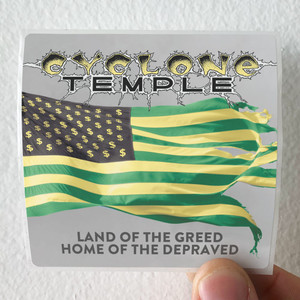 CYCLONE
TEMPLE
LAND OF THE GREED
HOME OF THE DEPRAVED